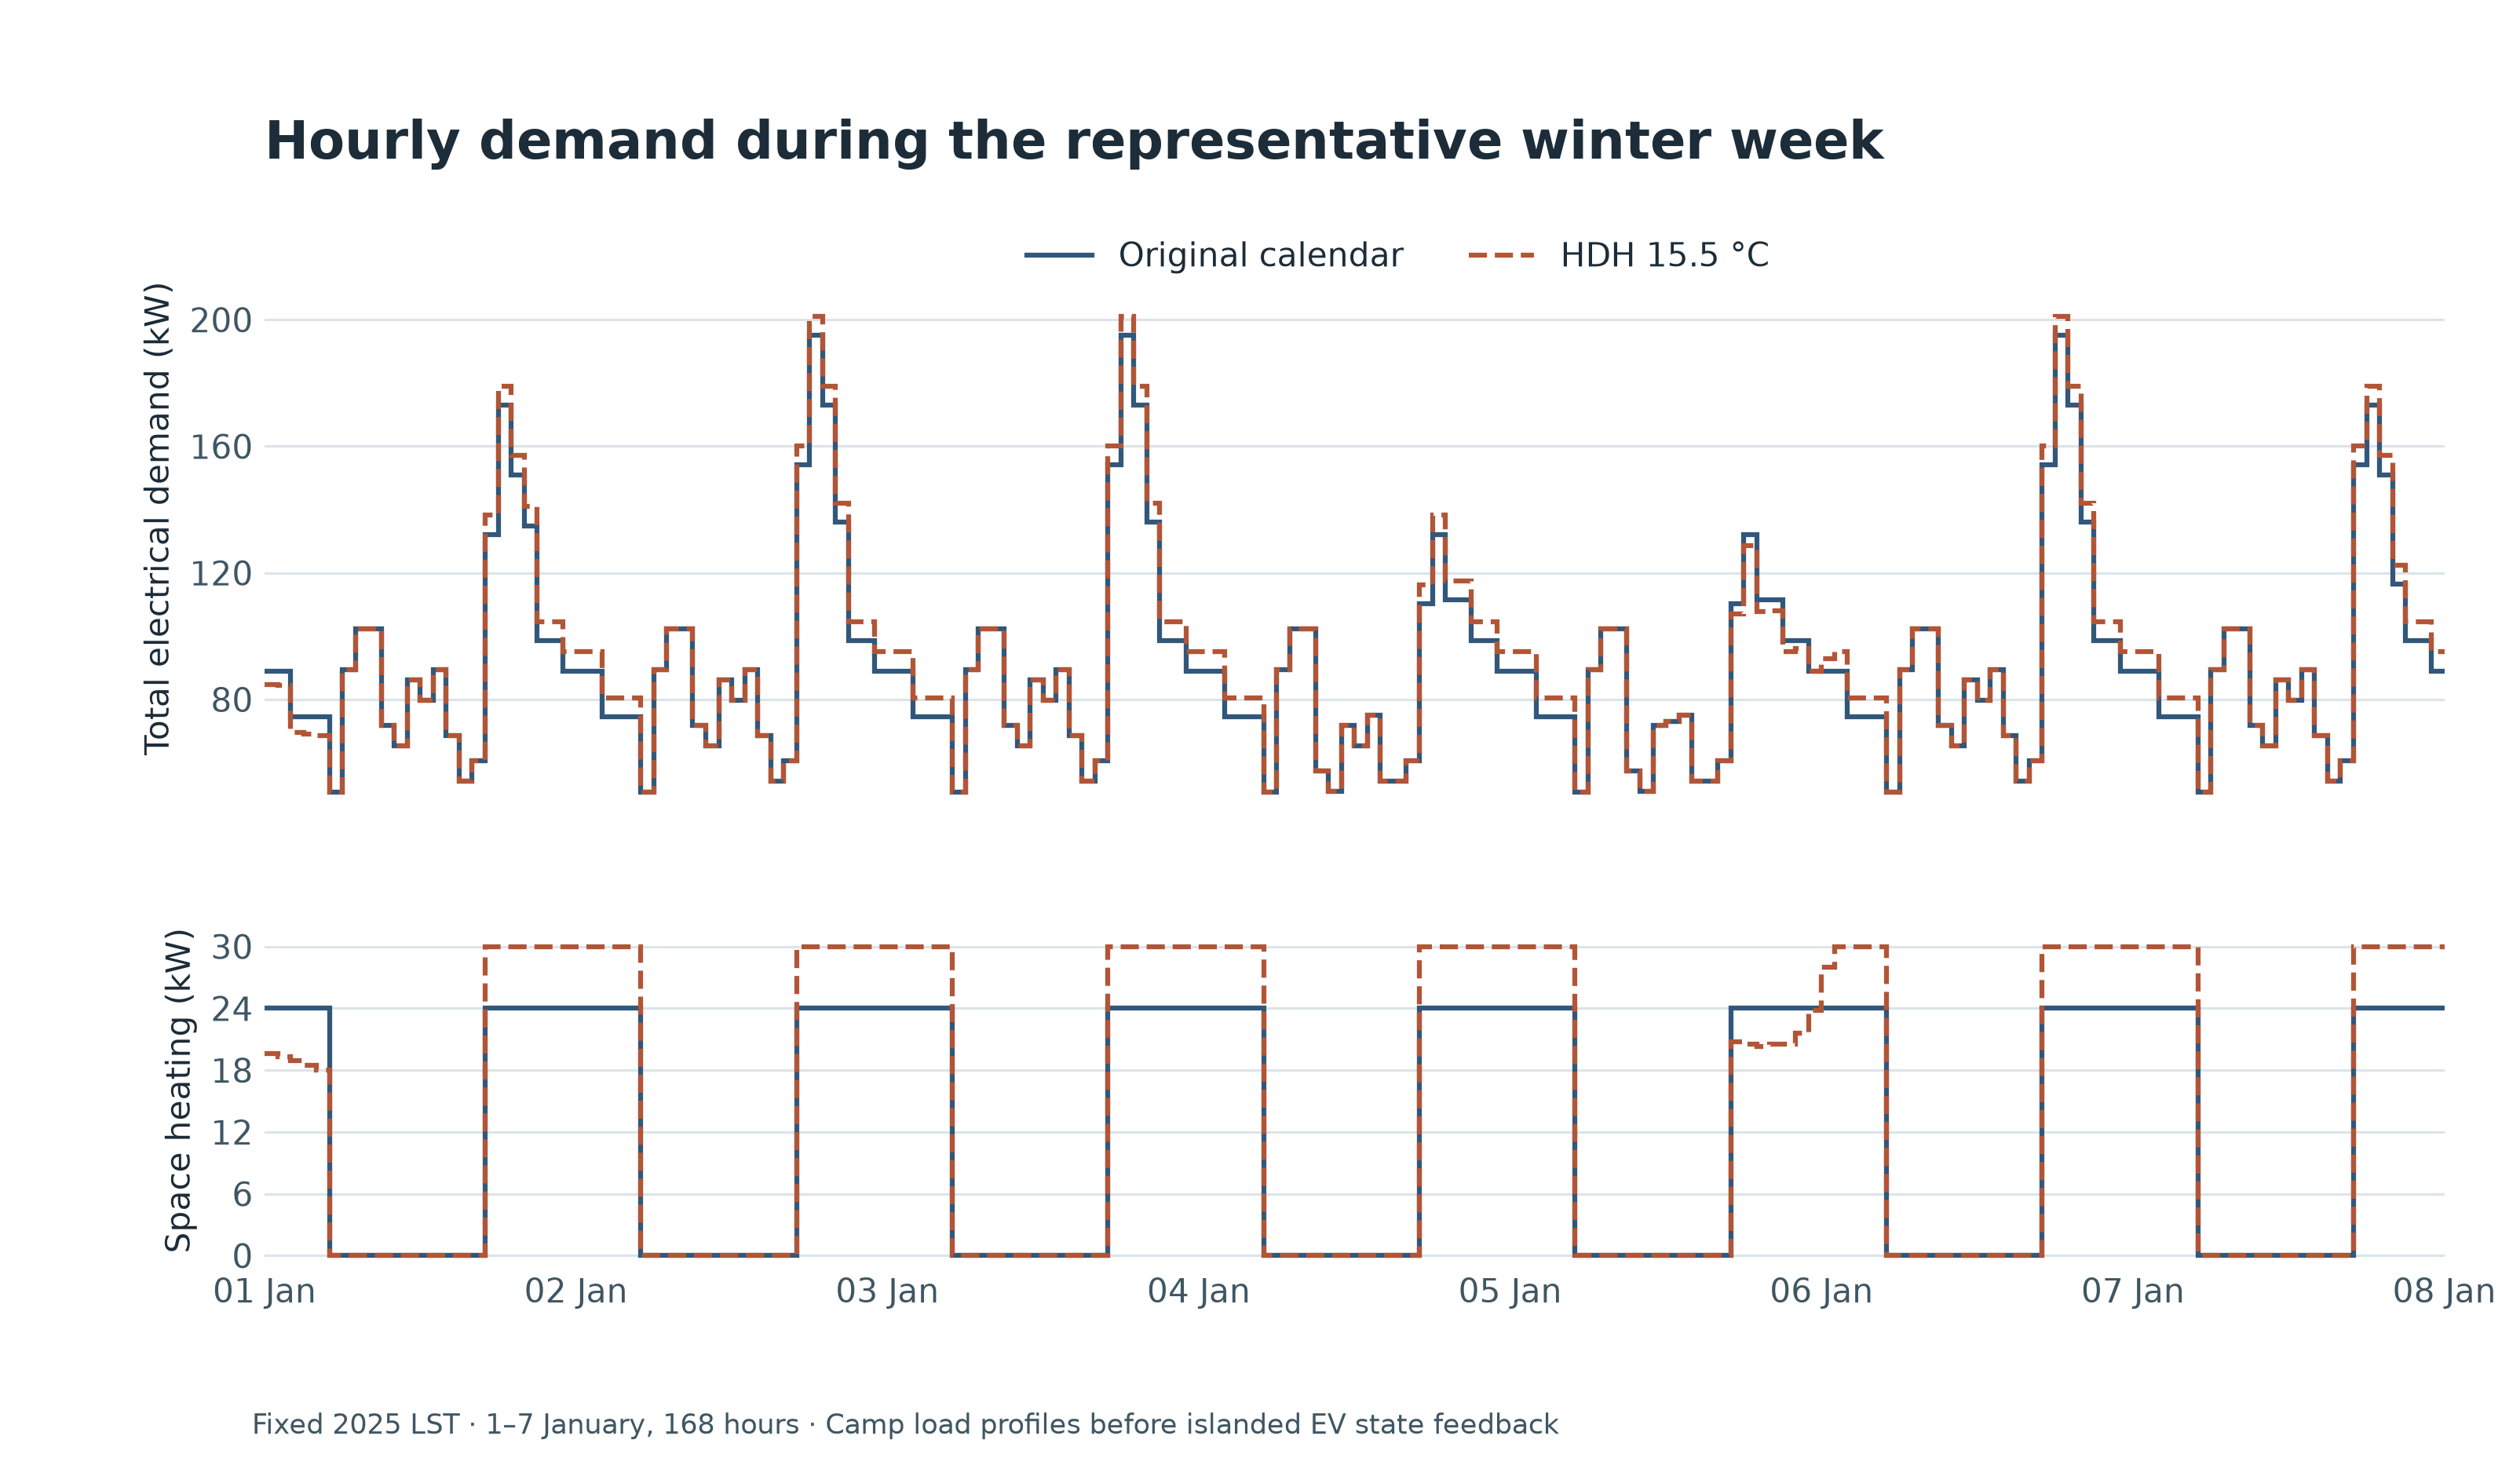 Hourly demand during the representative winter week
Original calendar
HDH 15.5 °C
Total electrical demand (kW)
200
160
120
80
Space heating (kW)
30
24
18
12
6
0
01 Jan
02 Jan
03 Jan
04 Jan
05 Jan
06 Jan
07 Jan
08 Jan
Fixed 2025 LST · 1–7 January, 168 hours · Camp load profiles before islanded EV state feedback